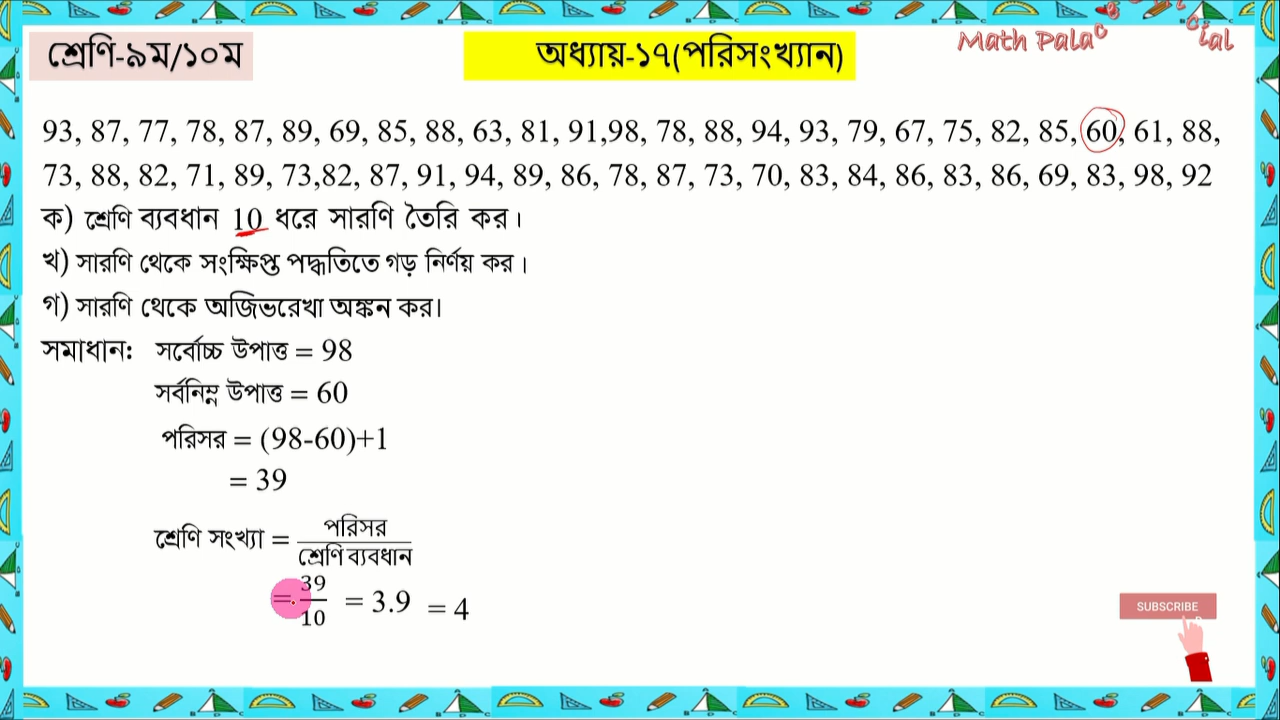 শ্রেণি-৯ম/১০ম
অধ্যায়-১৭(পরিসংখ্যান)
Math Pala
93, 87, 77, 78, 87, 89, 69, 85, 88, 63, 81, 91,98, 78, 88, 94, 93, 79, 67, 75, 82, 85, 60, 61, 88,
73, 88, 82, 71, 89, 73,82, 87, 91, 94, 89, 86, 78, 87, 73, 70, 83, 84, 86, 83, 86, 69, 83, 98, 92
ক) শ্রেণি ব্যবধান 10 ধরে সারণি তৈরি কর।
খ) সারণি থেকে সংক্ষিপ্ত পদ্ধতিতে গড় নির্ণয় কর।
গ) সারণি থেকে অজিভরেখা অঙ্কন কর।
সমাধানঃ সর্বোচ্চ উপাত্ত = 98
সর্বনিম্ন উপাত্ত = 60
পরিসর = (98-60)+1
= 39
শ্রেণি সংখ্যা = পরিসর/শ্রেণি ব্যবধান
= 39/10 = 3.9 = 4
SUBSCRIBE